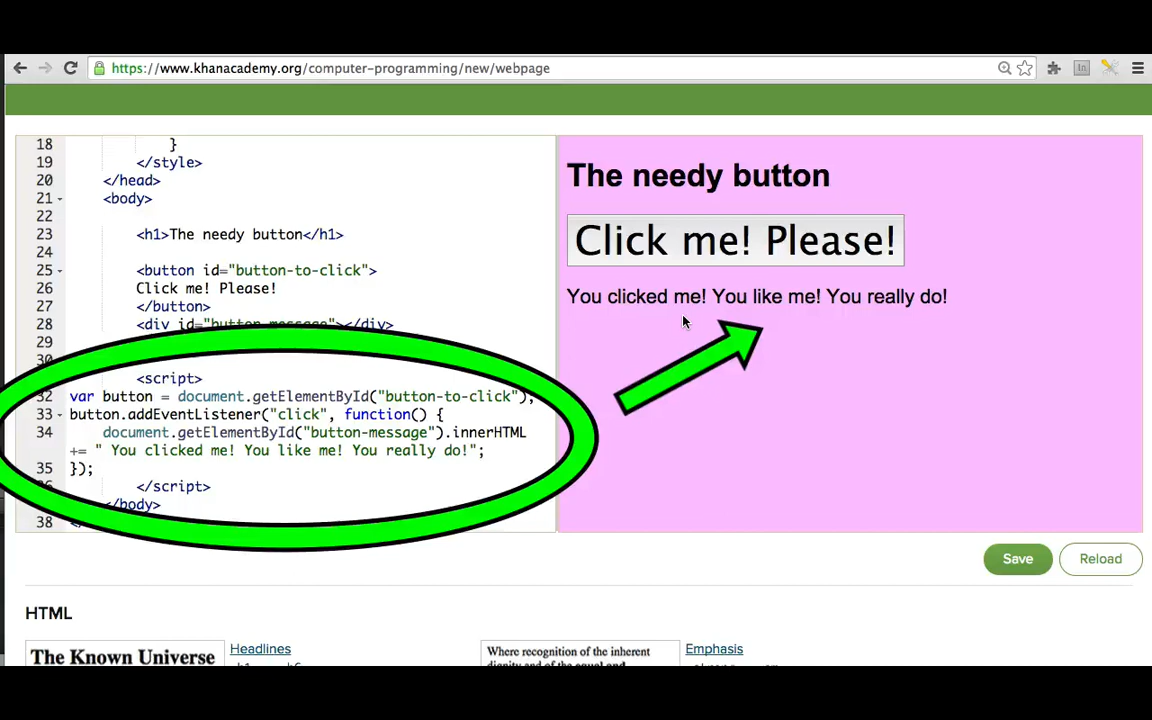 https://www.khanacademy.org/computer-programming/new/webpage
18 }
19 </style>
20 </head>
21 <body>
22
23 <h1>The needy button</h1>
24
25 <button id="button-to-click">
26 Click me! Please!
27 </button>
28 <div id="button-message"></div>
29
<script>
32 var button = document.getElementById("button-to-click");
33 button.addEventListener("click", function() {
34 document.getElementById("button-message").innerHTML
+= " You clicked me! You like me! You really do!";
35 });
</script>
</body>
38
The needy button
Click me! Please!
You clicked me! You like me! You really do!
Save
Reload
HTML
The Known Universe
Headlines
Where recognition of the inherent
Emphasis